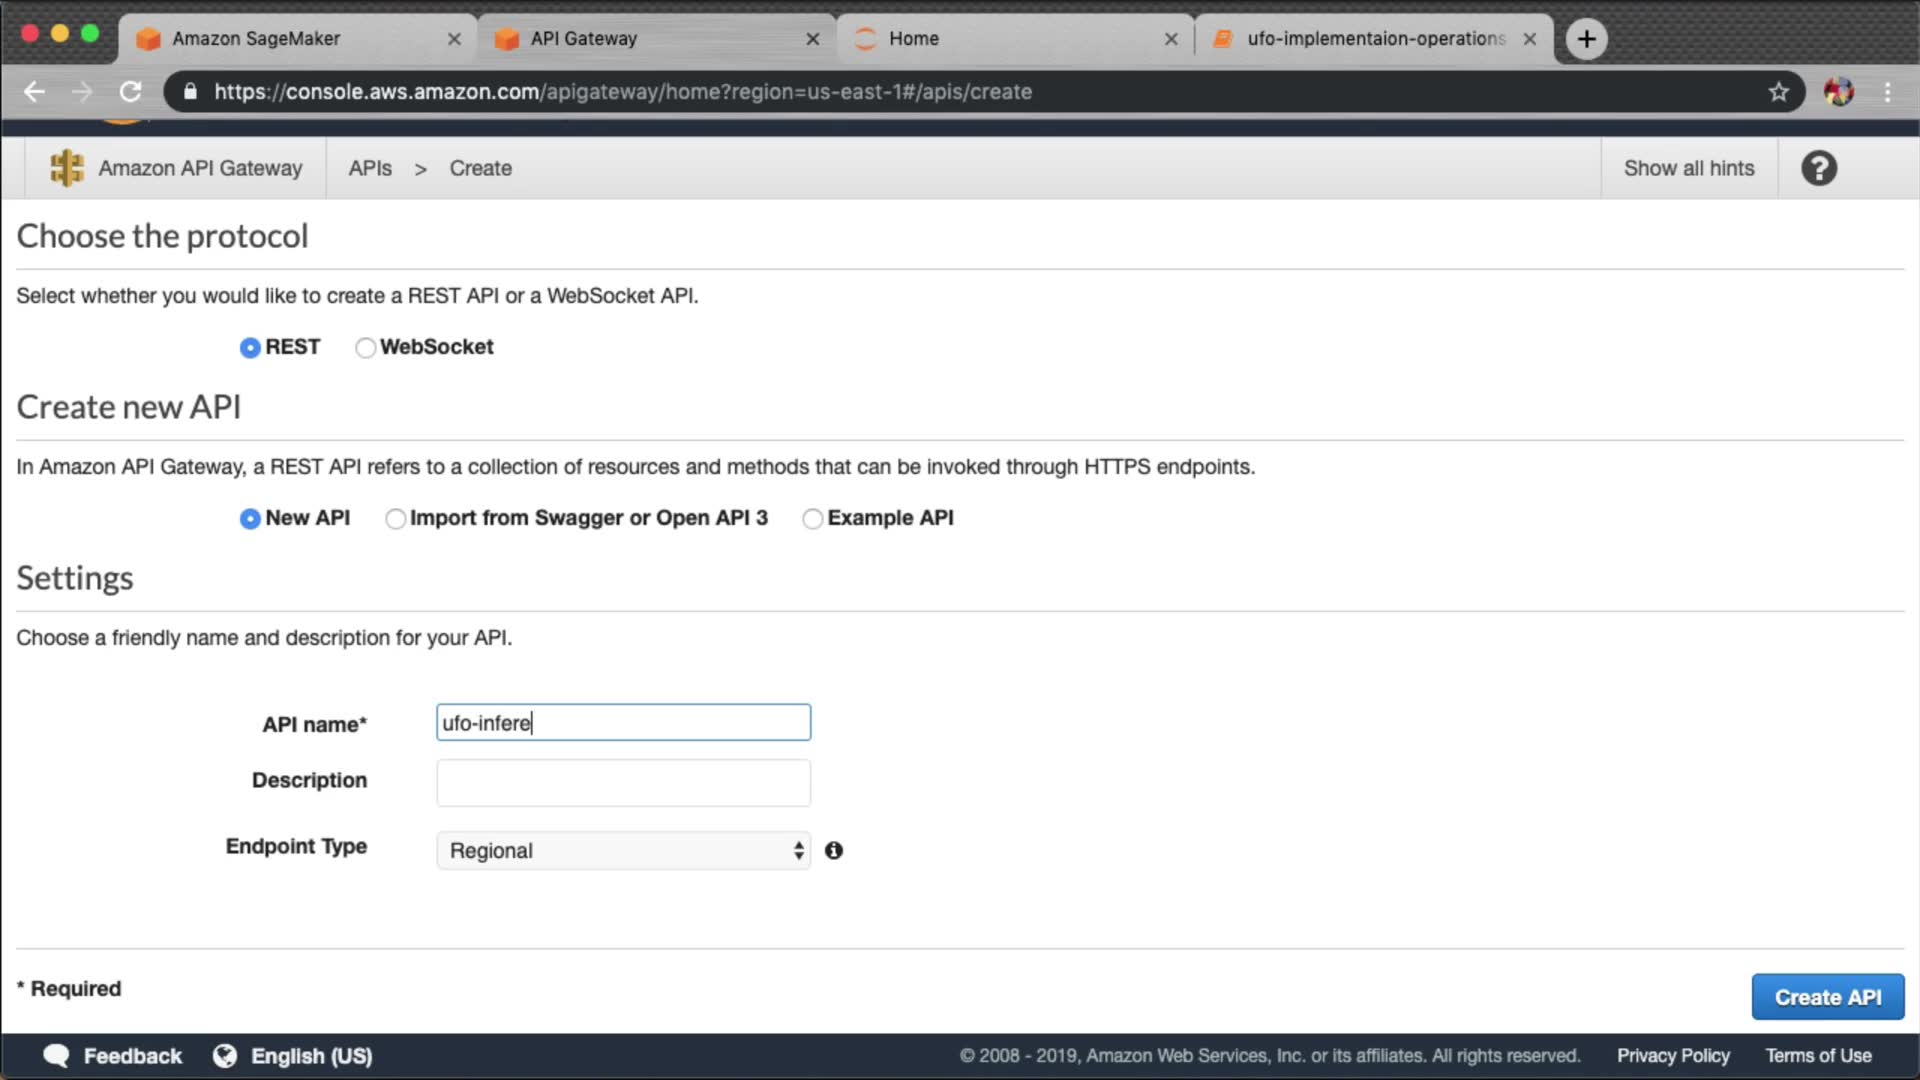 Amazon SageMaker
API Gateway
Home
ufo-implementaion-operations
https://console.aws.amazon.com/apigateway/home?region=us-east-1#/apis/create
Amazon API Gateway APIs > Create Show all hints
Choose the protocol
Select whether you would like to create a REST API or a WebSocket API.
REST WebSocket
Create new API
In Amazon API Gateway, a REST API refers to a collection of resources and methods that can be invoked through HTTPS endpoints.
New API Import from Swagger or Open API 3 Example API
Settings
Choose a friendly name and description for your API.
API name* ufo-infere
Description
Endpoint Type Regional
* Required
Create API
Feedback English (US) © 2008 - 2019, Amazon Web Services, Inc. or its affiliates. All rights reserved. Privacy Policy Terms of Use